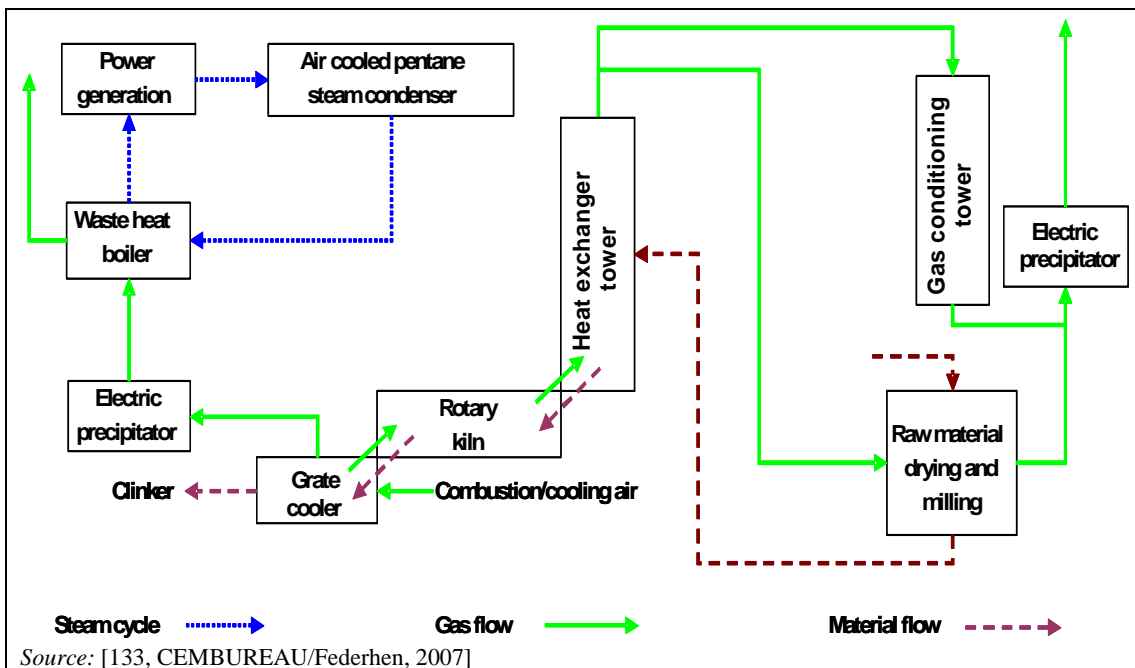 Power
generation
Air cooled pentane
steam condenser
Waste heat
boiler
Electric
precipitator
Clinker
Grate
cooler
Combustion/cooling air
Rotary
kiln
Heat exchanger
tower
Gas conditioning
tower
Electric
precipitator
Raw material
drying and
milling
Steam cycle
Gas flow
Material flow
Source: [133, CEMBUREAU/Federhen, 2007]